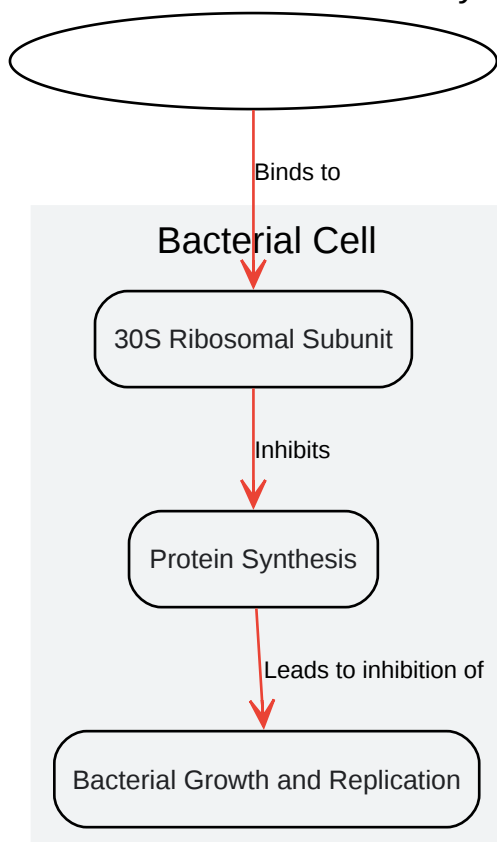 Binds to
Bacterial Cell
30S Ribosomal Subunit
Inhibits
Protein Synthesis
Leads to inhibition of
Bacterial Growth and Replication